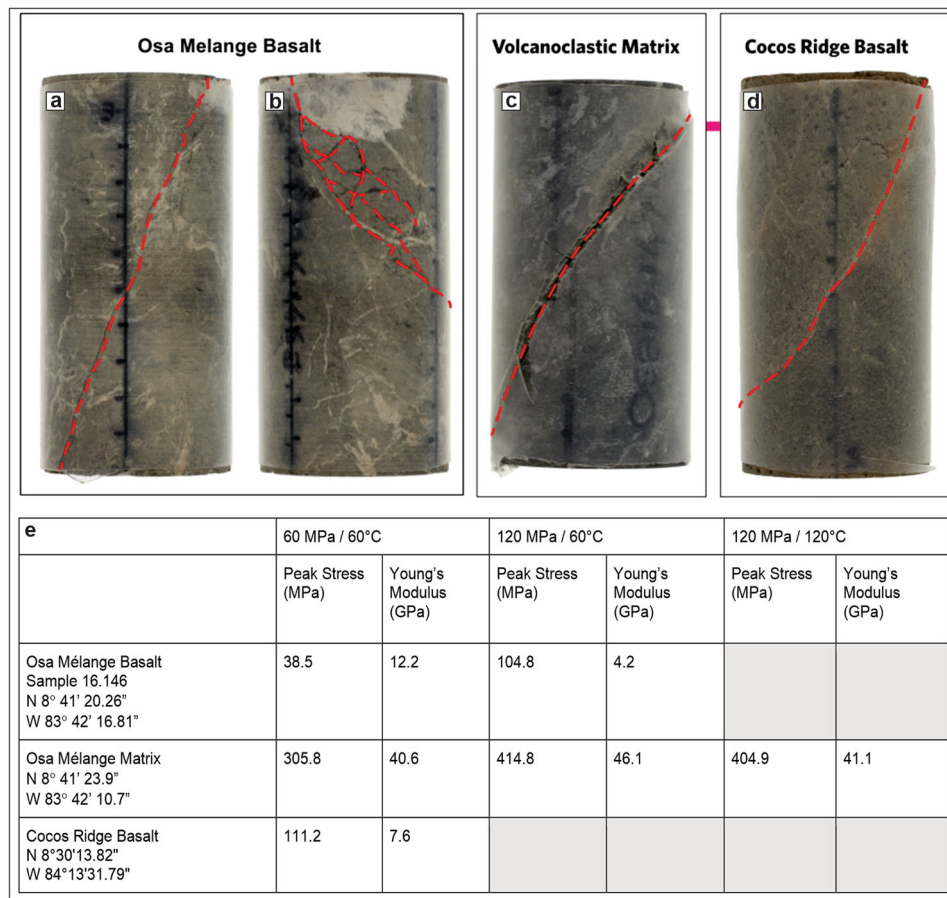 Osa Melange Basalt
Volcanoclastic Matrix
Cocos Ridge Basalt
a
b
c
d
e
60 MPa / 60°C
120 MPa / 60°C
120 MPa / 120°C
Peak Stress (MPa)
Young's Modulus (GPa)
Peak Stress (MPa)
Young's Modulus (GPa)
Peak Stress (MPa)
Young's Modulus (GPa)
Osa Mélange Basalt
Sample 16.146
N 8° 41' 20.26”
W 83° 42' 16.81”
38.5
12.2
104.8
4.2
Osa Mélange Matrix
N 8° 41' 23.9”
W 83° 42' 10.7”
305.8
40.6
414.8
46.1
404.9
41.1
Cocos Ridge Basalt
N 8°30'13.82"
W 84°13'31.79"
111.2
7.6